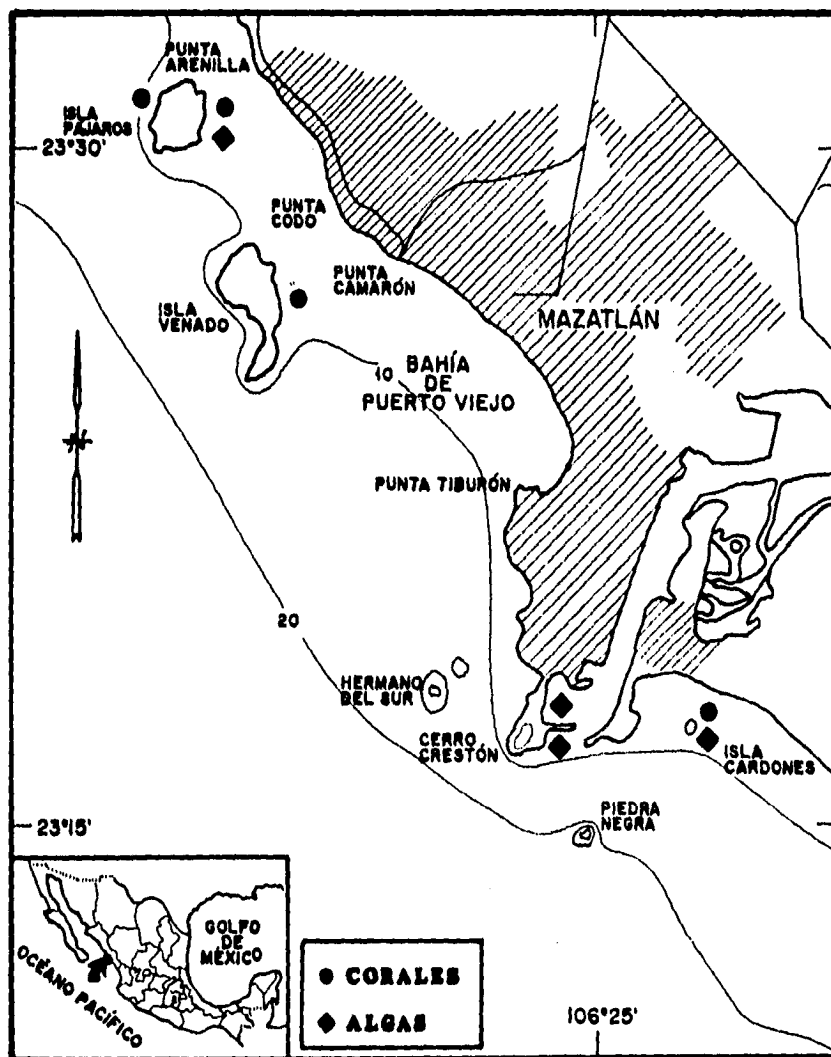 PUNTA
ARENILLA
ISLA
PÁJAROS
23°30'
PUNTA
CODO
PUNTA
CAMARÓN
ISLA
VENADO
MAZATLÁN
BAHÍA
DE
PUERTO VIEJO
10
PUNTA TIBURÓN
N
20
HERMANO
DEL SUR
CERRO
CRESTÓN
ISLA
CARDONES
PIEDRA
NEGRA
23°15'
GOLFO
DE
MÉXICO
OCÉANO PACÍFICO
CORALES
ALGAS
106°25'